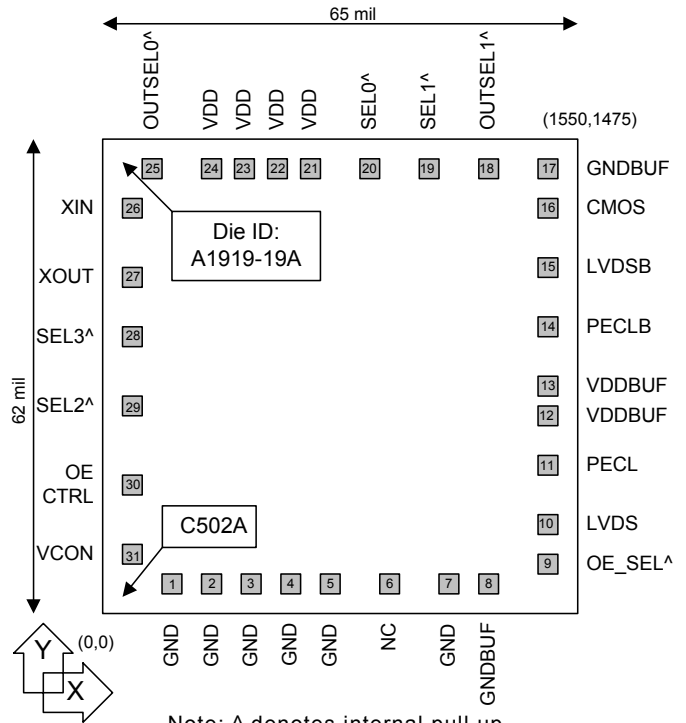 65 mil
OUTSEL0^
VDD
VDD
VDD
VDD
SEL0^
SEL1^
OUTSEL1^
(1550,1475)
25
24
23
22
21
20
19
18
17
GNDBUF
XIN
26
Die ID:
A1919-19A
16
CMOS
XOUT
27
15
LVDSB
SEL3^
28
14
PECLB
62 mil
SEL2^
29
13
VDDBUF
12
VDDBUF
OE
CTRL
30
11
PECL
C502A
10
LVDS
VCON
31
9
OE_SEL^
1
2
3
4
5
6
7
8
(0,0)
Y
X
GND
GND
GND
GND
GND
NC
GND
GNDBUF
Note: ^ denotes internal pull up